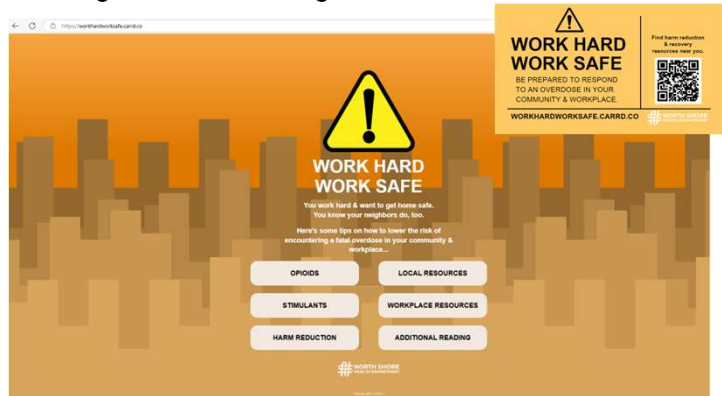 https://workhardworksafe.carrd.co
WORK HARD
WORK SAFE
You work hard & want to get home safe.
You know your neighbors do, too.
Here's some tips on how to lower the risk of
encountering a fatal overdose in your community &
workplace...
OPIOIDS
LOCAL RESOURCES
STIMULANTS
WORKPLACE RESOURCES
HARM REDUCTION
ADDITIONAL READING
NORTH SHORE
HEALTH DEPARTMENT
WORK HARD
WORK SAFE
BE PREPARED TO RESPOND
TO AN OVERDOSE IN YOUR
COMMUNITY & WORKPLACE.
Find harm reduction
& recovery
resources near you.
WORKHARDWORKSAFE.CARRD.CO
NORTH SHORE
HEALTH DEPARTMENT